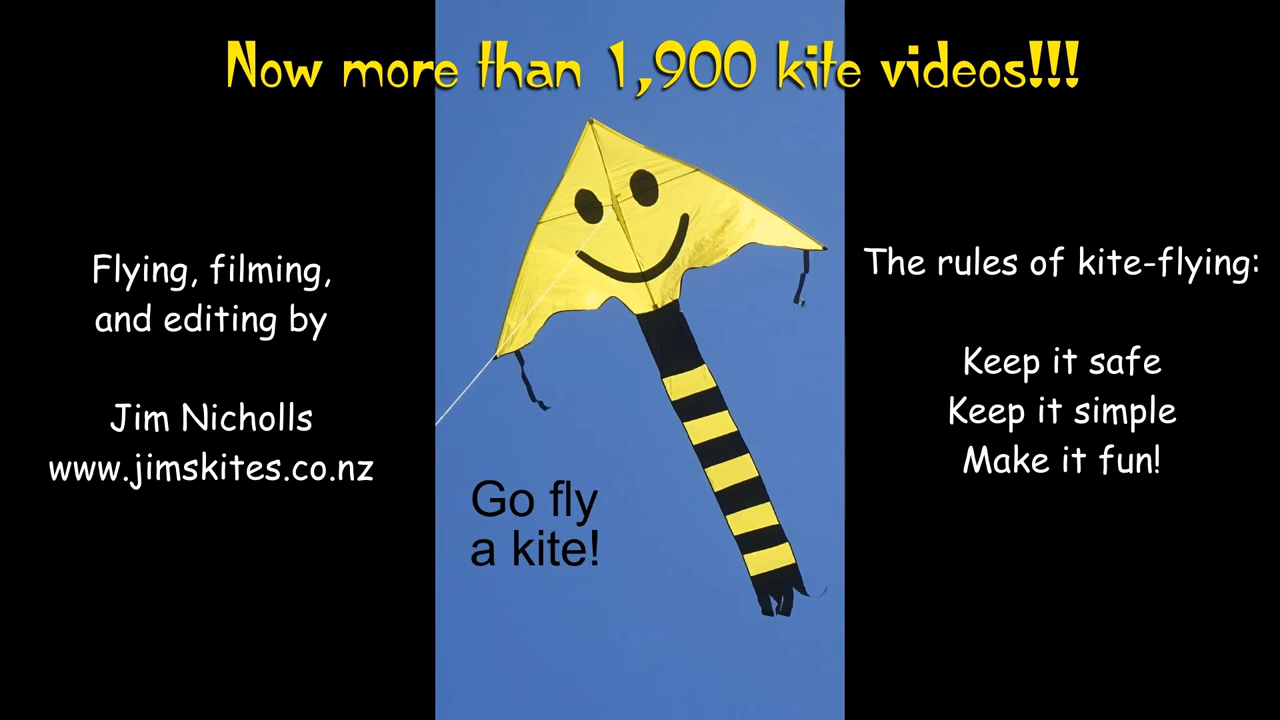 Now more than 1,900 kite videos!!!
Flying, filming,
and editing by
Jim Nicholls
www.jimskites.co.nz
Go fly
a kite!
The rules of kite-flying:
Keep it safe
Keep it simple
Make it fun!